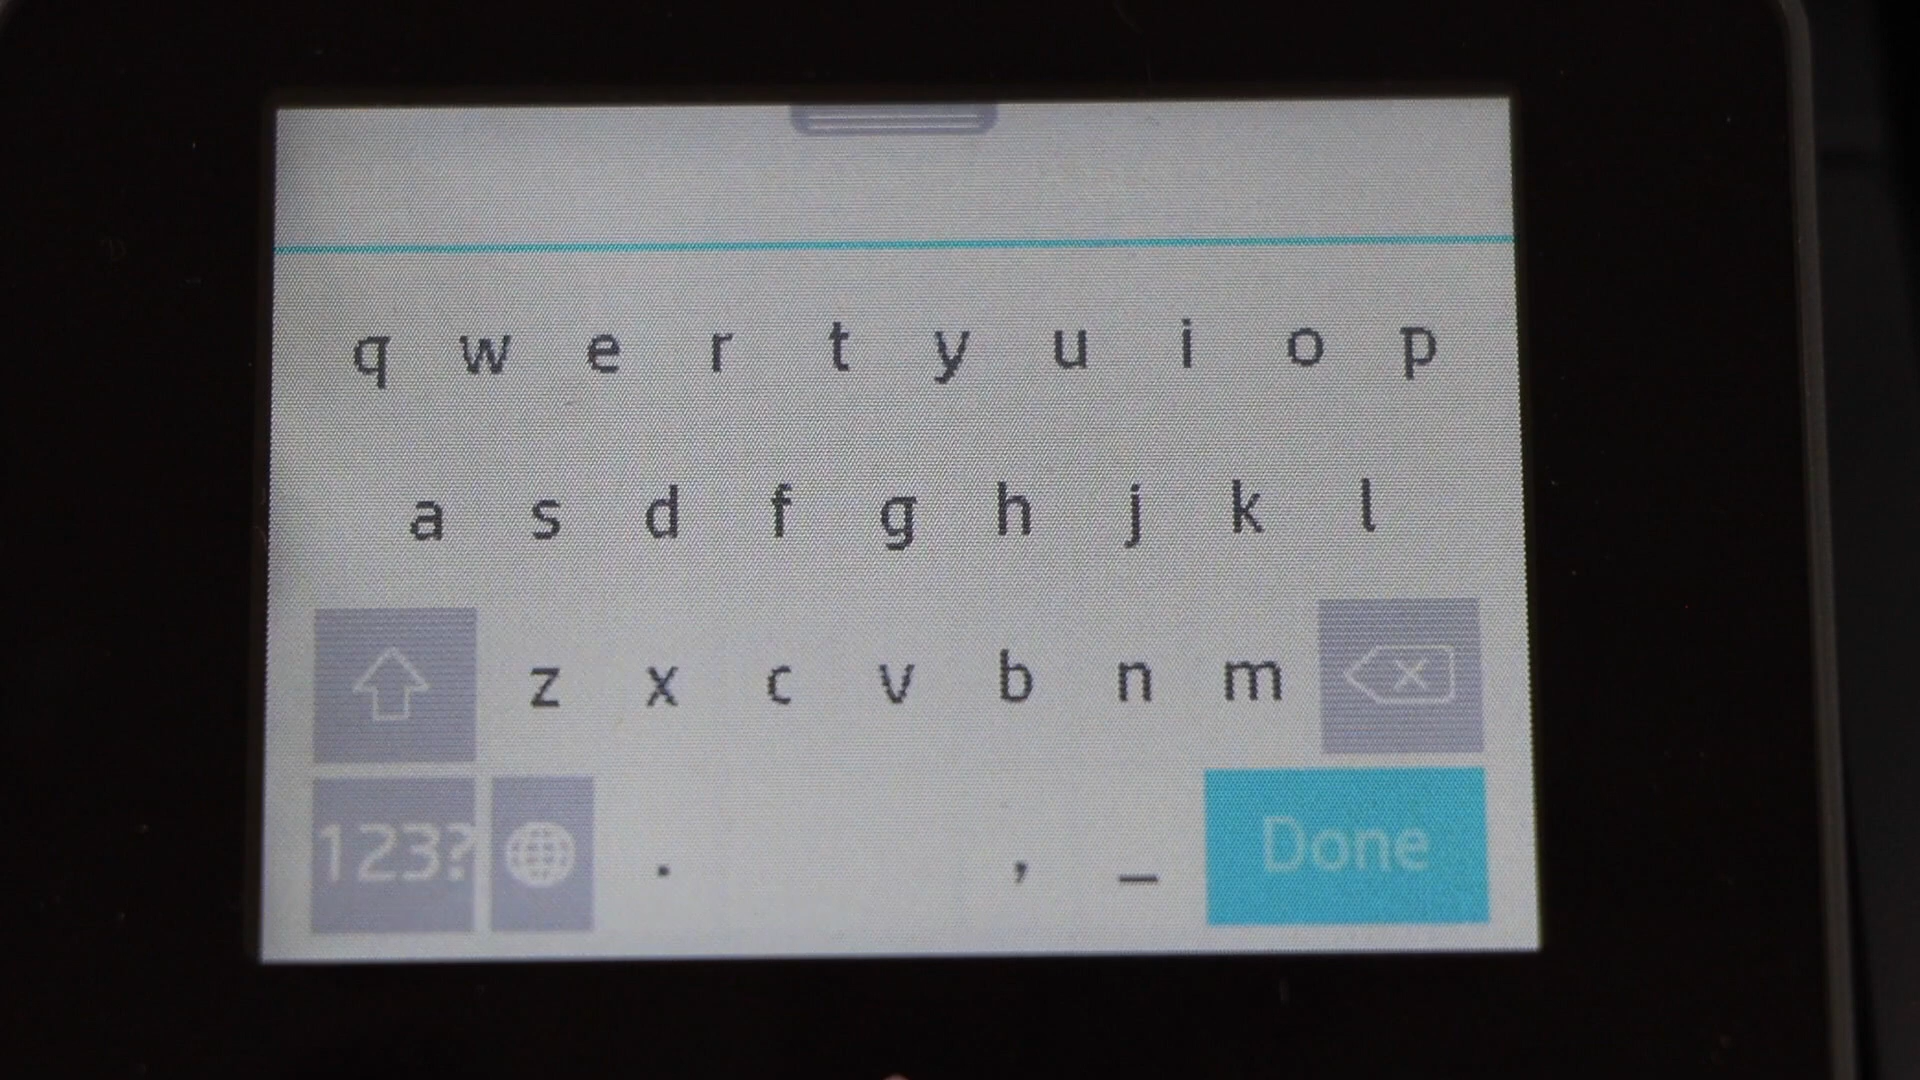 q w e r t y u i o p
a s d f g h j k l
z x c v b n m
123? . , _ Done